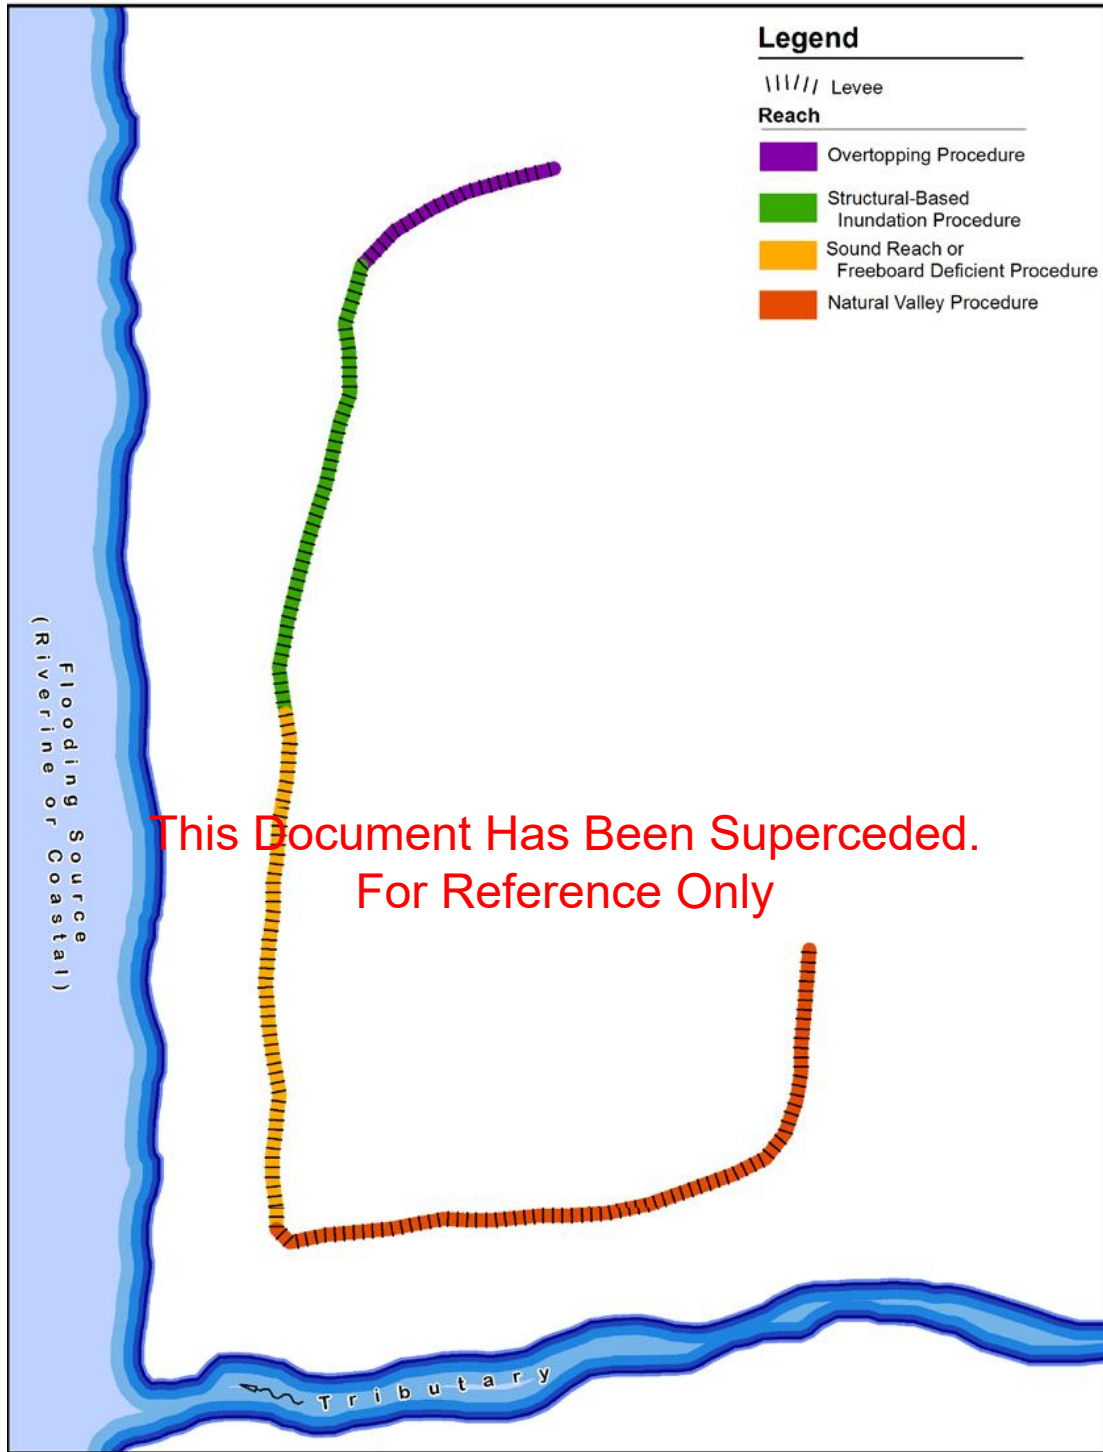 Legend
Levee
Reach
Overtopping Procedure
Structural-Based
Inundation Procedure
Sound Reach or
Freeboard Deficient Procedure
Natural Valley Procedure
Flooding Source
(Riverine or Coastal)
This Document Has Been Superceded.
For Reference Only
Tributary